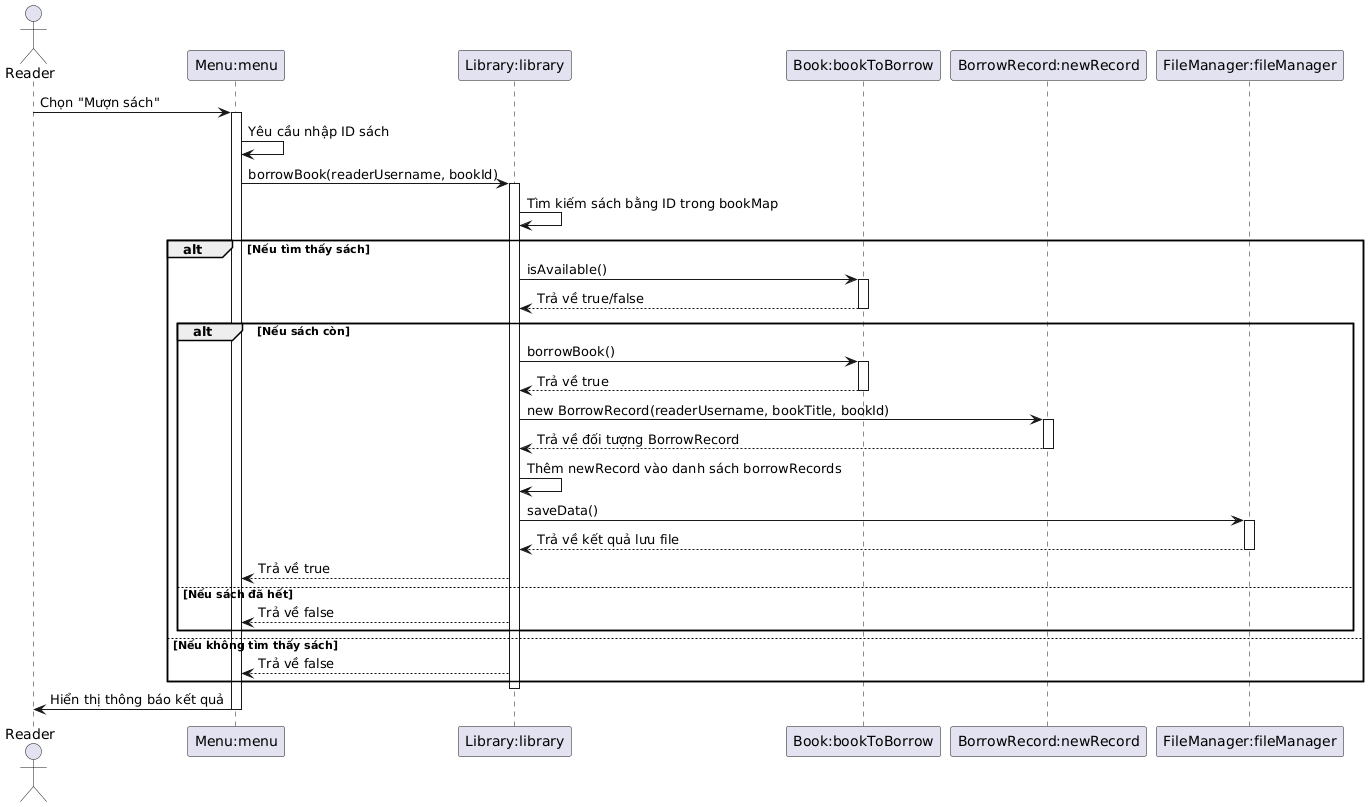 Reader
Menu:menu
Library:library
Book:bookToBorrow
BorrowRecord:newRecord
FileManager:fileManager
Chọn "Mượn sách"
Yêu cầu nhập ID sách
borrowBook(readerUsername, bookId)
Tìm kiếm sách bằng ID trong bookMap
alt [Nếu tìm thấy sách]
isAvailable()
Trả về true/false
alt [Nếu sách còn]
borrowBook()
Trả về true
new BorrowRecord(readerUsername, bookTitle, bookId)
Trả về đối tượng BorrowRecord
Thêm newRecord vào danh sách borrowRecords
saveData()
Trả về kết quả lưu file
Trả về true
[Nếu sách đã hết]
Trả về false
[Nếu không tìm thấy sách]
Trả về false
Hiển thị thông báo kết quả
Reader
Menu:menu
Library:library
Book:bookToBorrow
BorrowRecord:newRecord
FileManager:fileManager